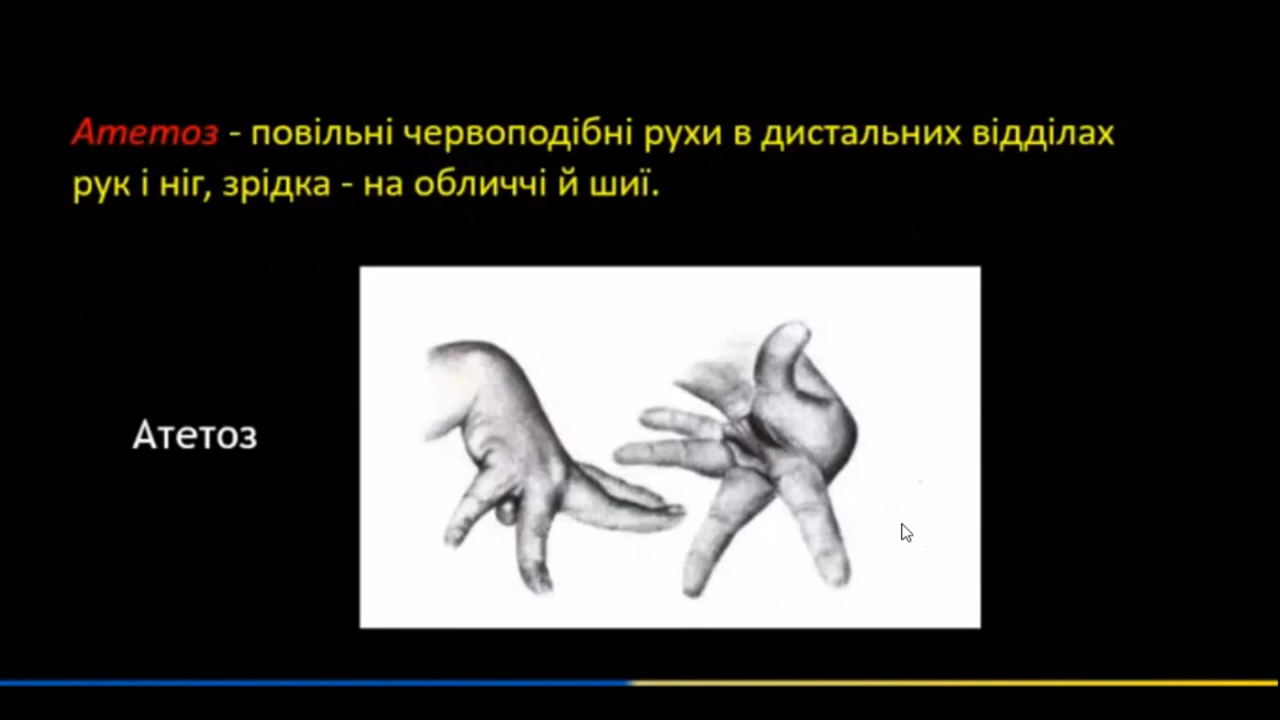 Атетоз - повільні червоподібні рухи в дистальних відділах
рук і ніг, зрідка - на обличчі й шиї.
Атетоз